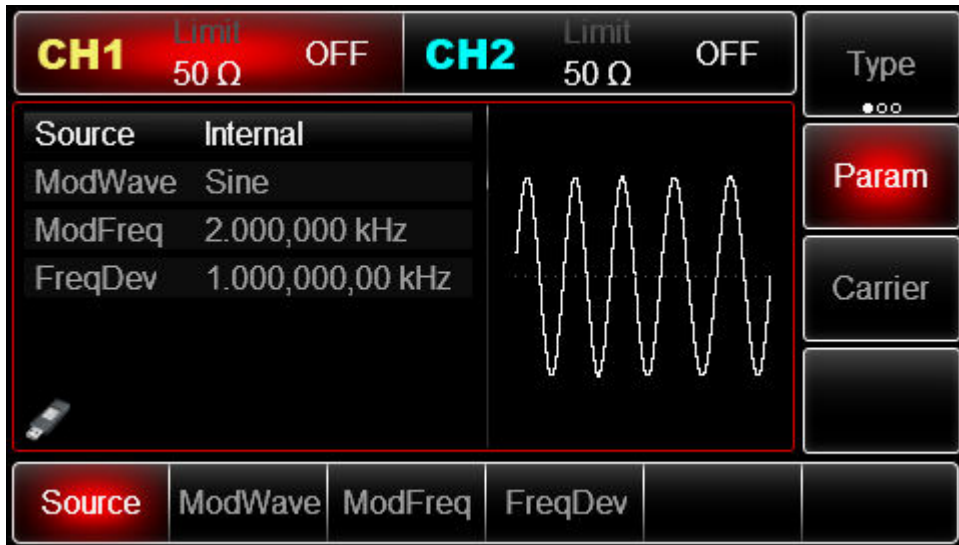 CH1 Limit 50 Ω OFF CH2 Limit 50 Ω OFF
Type
Source Internal
ModWave Sine
ModFreq 2.000,000 kHz
FreqDev 1.000,000,00 kHz
Param
Carrier
Source ModWave ModFreq FreqDev